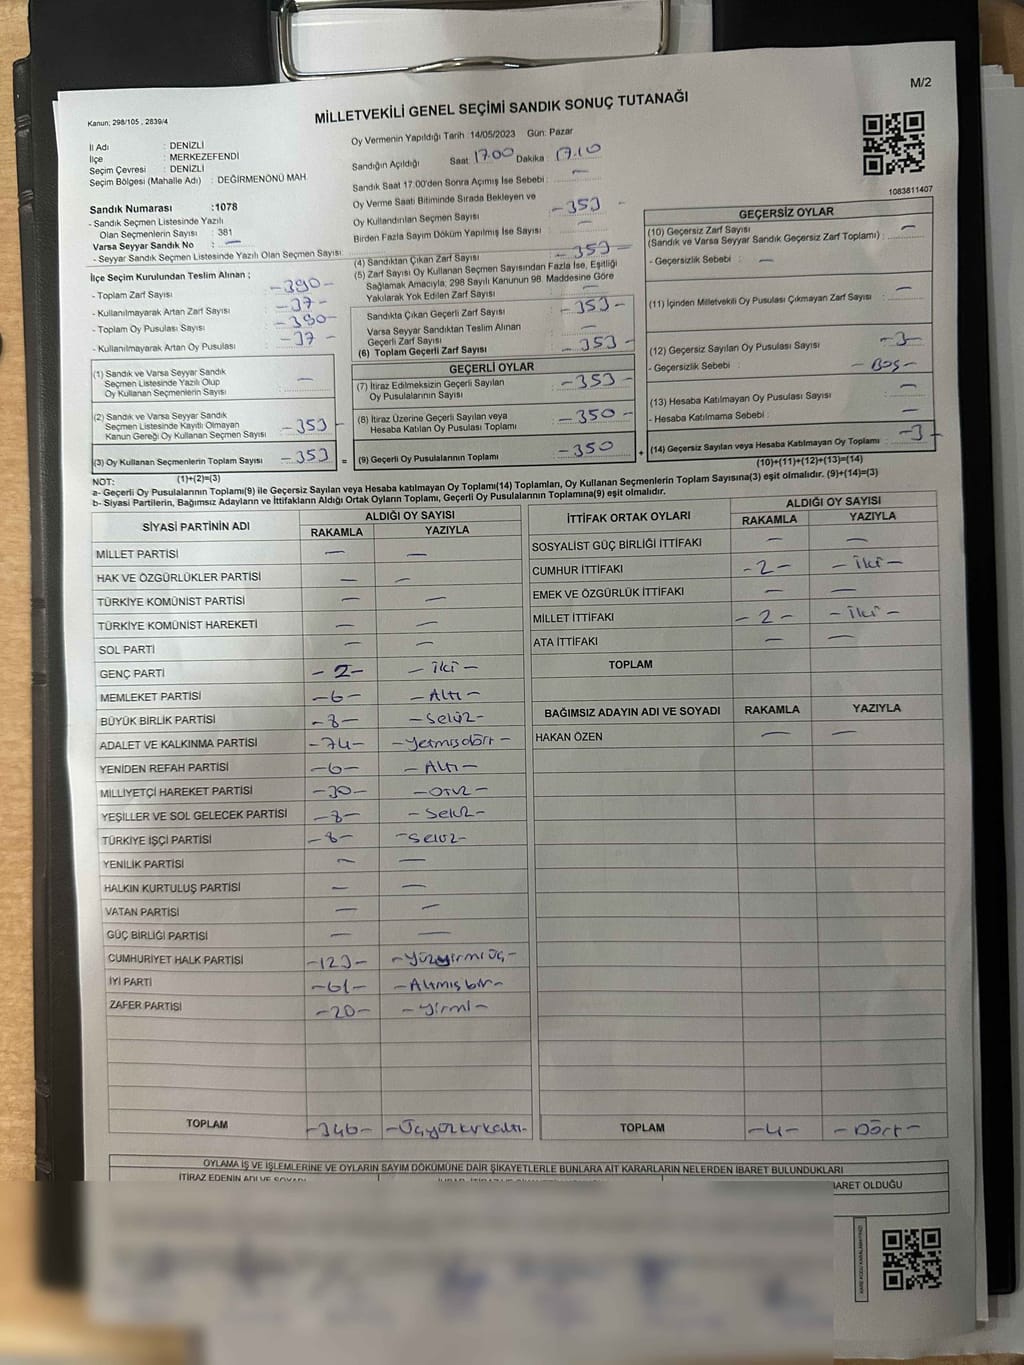 M/2
Kanun; 298/105 , 2839/4
MİLLETVEKİLİ GENEL SEÇİMİ SANDIK SONUÇ TUTANAĞI
İl Adı : DENİZLİ
İlçe : MERKEZEFENDİ
Seçim Çevresi : DENİZLİ
Seçim Bölgesi (Mahalle Adı) : DEĞİRMENÖNÜ MAH.
Oy Vermenin Yapıldığı Tarih :14/05/2023 Gün: Pazar
Sandığın Açıldığı Saat 17.00 Dakika : 17.10
Sandık Saat 17:00'den Sonra Açımış İse Sebebi : —
Oy Verme Saati Bitiminde Sırada Bekleyen ve
Oy Kullandırılan Seçmen Sayısı : -353-
Birden Fazla Sayım Döküm Yapılmış İse Sayısı : —
1083811407
Sandık Numarası :1078
- Sandık Seçmen Listesinde Yazılı
Olan Seçmenlerin Sayısı : 381
Varsa Seyyar Sandık No : —
- Seyyar Sandık Seçmen Listesinde Yazılı Olan Seçmen Sayısı:
İlçe Seçim Kurulundan Teslim Alınan ;
- Toplam Zarf Sayısı : -390-
- Kullanılmayarak Artan Zarf Sayısı : -37-
- Toplam Oy Pusulası Sayısı : -390-
- Kullanılmayarak Artan Oy Pusulası : -37-
(1) Sandık ve Varsa Seyyar Sandık
Seçmen Listesinde Yazılı Olup
Oy Kullanan Seçmenlerin Sayısı : —
(2) Sandık ve Varsa Seyyar Sandık
Seçmen Listesinde Kayıtlı Olmayan
Kanun Gereği Oy Kullanan Seçmen Sayısı : -353-
(3) Oy Kullanan Seçmenlerin Toplam Sayısı : -353-
(1)+(2)=(3)
(4) Sandıktan Çıkan Zarf Sayısı : -353-
(5) Zarf Sayısı Oy Kullanan Seçmen Sayısından Fazla İse, Eşitliği
Sağlamak Amacıyla, 298 Sayılı Kanunun 98. Maddesine Göre
Yakılarak Yok Edilen Zarf Sayısı : —
Sandıkta Çıkan Geçerli Zarf Sayısı : -353-
Varsa Seyyar Sandıktan Teslim Alınan
Geçerli Zarf Sayısı : —
(6) Toplam Geçerli Zarf Sayısı : -353-
GEÇERLİ OYLAR
(7) İtiraz Edilmeksizin Geçerli Sayılan
Oy Pusulalarının Sayısı : -353-
(8) İtiraz Üzerine Geçerli Sayılan veya
Hesaba Katılan Oy Pusulası Toplamı : -350-
= (9) Geçerli Oy Pusulalarının Toplamı : -350 +
GEÇERSİZ OYLAR
(10) Geçersiz Zarf Sayısı
(Sandık ve Varsa Seyyar Sandık Geçersiz Zarf Toplamı) : —
- Geçersizlik Sebebi : —
(11) İçinden Milletvekili Oy Pusulası Çıkmayan Zarf Sayısı : —
(12) Geçersiz Sayılan Oy Pusulası Sayısı : -3-
- Geçersizlik Sebebi : -Boş-
(13) Hesaba Katılmayan Oy Pusulası Sayısı : —
- Hesaba Katılmama Sebebi : —
(14) Geçersiz Sayılan veya Hesaba Katılmayan Oy Toplamı : -3-
(10)+(11)+(12)+(13)=(14)
NOT:
a- Geçerli Oy Pusulalarının Toplamı(9) ile Geçersiz Sayılan veya Hesaba katılmayan Oy Toplamı(14) Toplamları, Oy Kullanan Seçmenlerin Toplam Sayısına(3) eşit olmalıdır. (9)+(14)=(3)
b- Siyasi Partilerin, Bağımsız Adayların ve İttifakların Aldığı Ortak Oyların Toplamı, Geçerli Oy Pusulalarının Toplamına(9) eşit olmalıdır.
SİYASİ PARTİNİN ADI ALDIĞI OY SAYISI
RAKAMLA YAZIYLA
MİLLET PARTİSİ — —
HAK VE ÖZGÜRLÜKLER PARTİSİ — —
TÜRKİYE KOMÜNİST PARTİSİ — —
TÜRKİYE KOMÜNİST HAREKETİ — —
SOL PARTİ — —
GENÇ PARTİ -2- -İki-
MEMLEKET PARTİSİ -6- -Altı-
BÜYÜK BİRLİK PARTİSİ -8- -Sekiz-
ADALET VE KALKINMA PARTİSİ -74- -Yetmişdört-
YENİDEN REFAH PARTİSİ -6- -Altı-
MİLLİYETÇİ HAREKET PARTİSİ -30- -Otuz-
YEŞİLLER VE SOL GELECEK PARTİSİ -8- -Sekiz-
TÜRKİYE İŞÇİ PARTİSİ -8- -Sekiz-
YENİLİK PARTİSİ — —
HALKIN KURTULUŞ PARTİSİ — —
VATAN PARTİSİ — —
GÜÇ BİRLİĞİ PARTİSİ — —
CUMHURİYET HALK PARTİSİ -123- -Yüzyirmiüç-
İYİ PARTİ -61- -Altmışbir-
ZAFER PARTİSİ -20- -Yirmi-
TOPLAM -346- -Üçyüzkırkaltı-
İTTİFAK ORTAK OYLARI ALDIĞI OY SAYISI
RAKAMLA YAZIYLA
SOSYALİST GÜÇ BİRLİĞİ İTTİFAKI — —
CUMHUR İTTİFAKI -2- -İki-
EMEK VE ÖZGÜRLÜK İTTİFAKI — —
MİLLET İTTİFAKI -2- -İki-
ATA İTTİFAKI — —
TOPLAM
BAĞIMSIZ ADAYIN ADI VE SOYADI RAKAMLA YAZIYLA
HAKAN ÖZEN — —
TOPLAM -4- -Dört-
OYLAMA İŞ VE İŞLEMLERİNE VE OYLARIN SAYIM DÖKÜMÜNE DAİR ŞİKAYETLERLE BUNLARA AİT KARARLARIN NELERDEN İBARET BULUNDUKLARI
İTİRAZ EDENİN ADI VE SOYADI
İBARET OLDUĞU